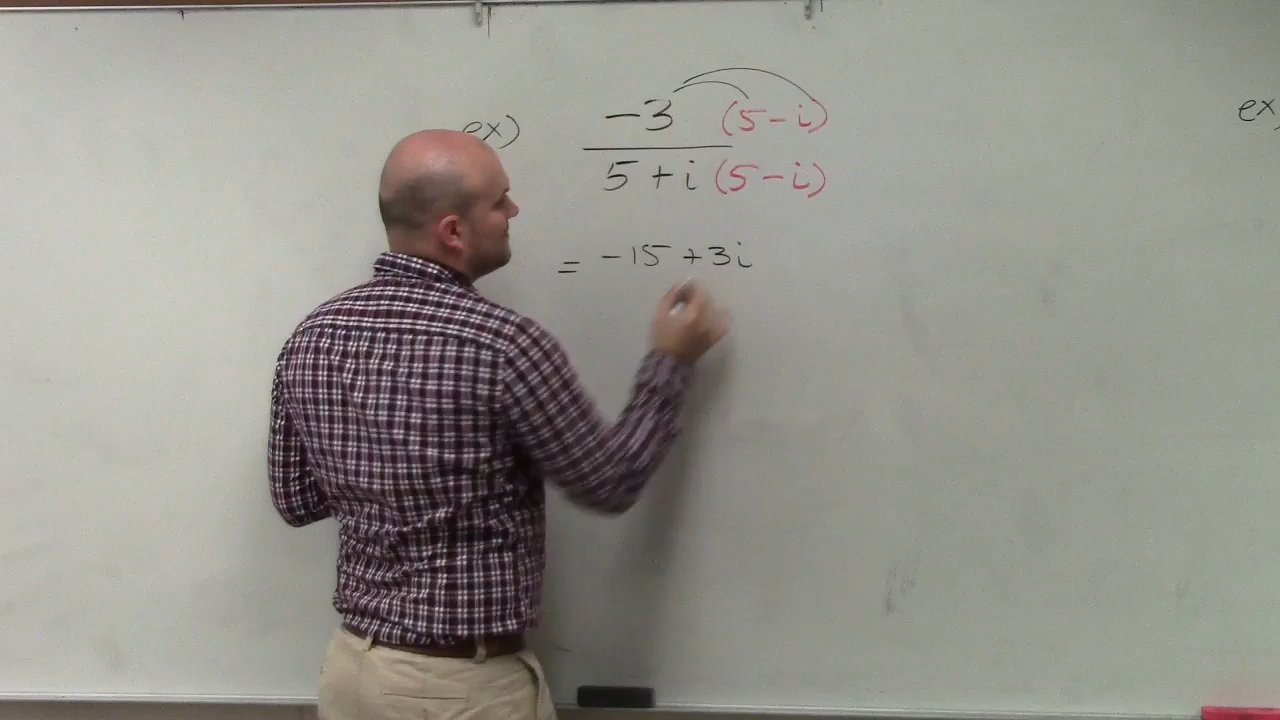 ex) -3 (5-i)
5+i (5-i)
= -15 +3i
ex)